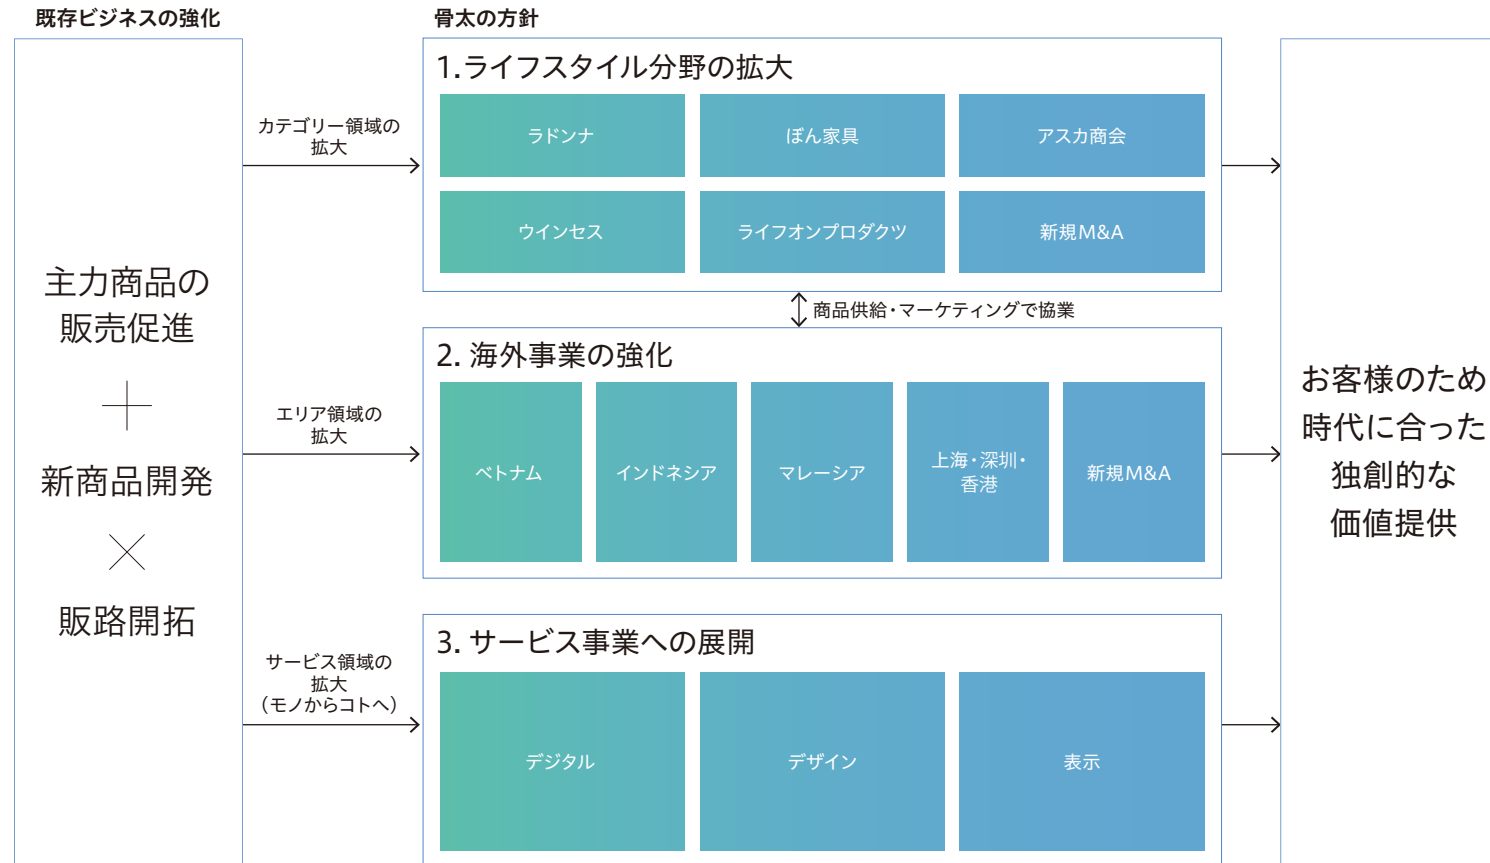 既存ビジネスの強化
主力商品の
販売促進
＋
新商品開発
×
販路開拓
カテゴリー領域の
拡大
エリア領域の
拡大
サービス領域の
拡大
（モノからコトへ）
骨太の方針
1.ライフスタイル分野の拡大
ラドンナ
ぼん家具
アスカ商会
ウインセス
ライフオンプロダクツ
新規M&A
商品供給・マーケティングで協業
2. 海外事業の強化
ベトナム
インドネシア
マレーシア
上海・深圳・
香港
新規M&A
3. サービス事業への展開
デジタル
デザイン
表示
お客様のため
時代に合った
独創的な
価値提供